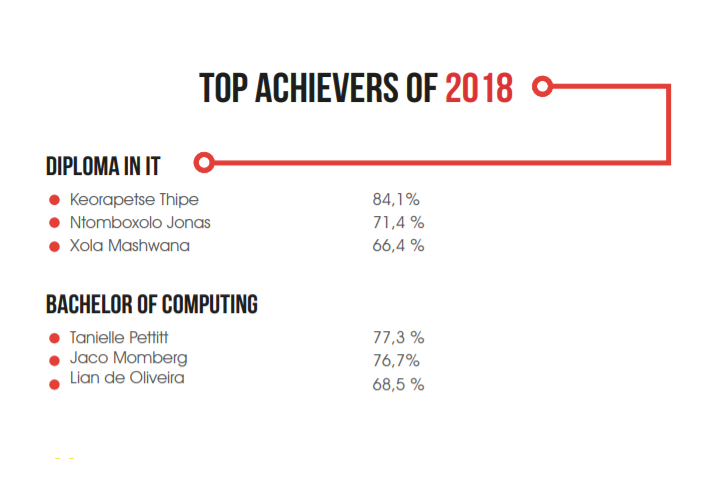 TOP ACHIEVERS OF 2018
DIPLOMA IN IT
Keorapetse Thipe 84,1%
Ntomboxolo Jonas 71,4 %
Xola Mashwana 66,4 %
BACHELOR OF COMPUTING
Tanielle Pettitt 77,3 %
Jaco Momberg 76,7%
Lian de Oliveira 68,5 %